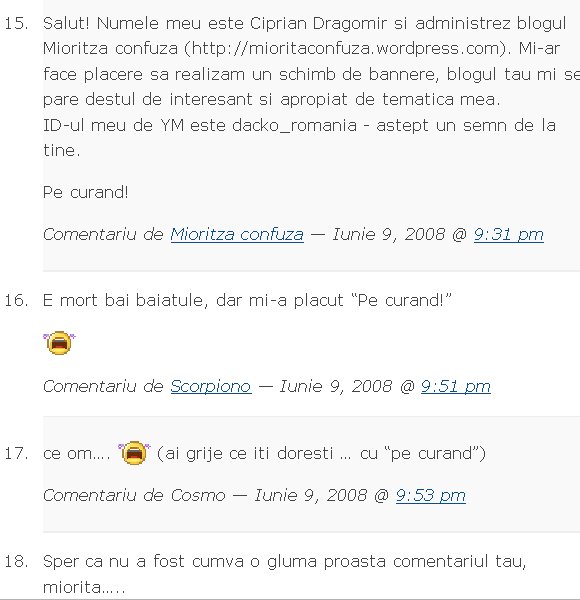 15. Salut! Numele meu este Ciprian Dragomir si administrez blogul
Mioritza confuza (http://mioritaconfuza.wordpress.com). Mi-ar
face placere sa realizam un schimb de bannere, blogul tau mi se
pare destul de interesant si apropiat de tematica mea.
ID-ul meu de YM este dacko_romania - astept un semn de la
tine.
Pe curand!
Comentariu de Mioritza confuza — Iunie 9, 2008 @ 9:31 pm
16. E mort bai baiatule, dar mi-a placut “Pe curand!”
Comentariu de Scorpiono — Iunie 9, 2008 @ 9:51 pm
17. ce om.... (ai grije ce iti doresti ... cu “pe curand”)
Comentariu de Cosmo — Iunie 9, 2008 @ 9:53 pm
18. Sper ca nu a fost cumva o gluma proasta comentariul tau,
miorita.....